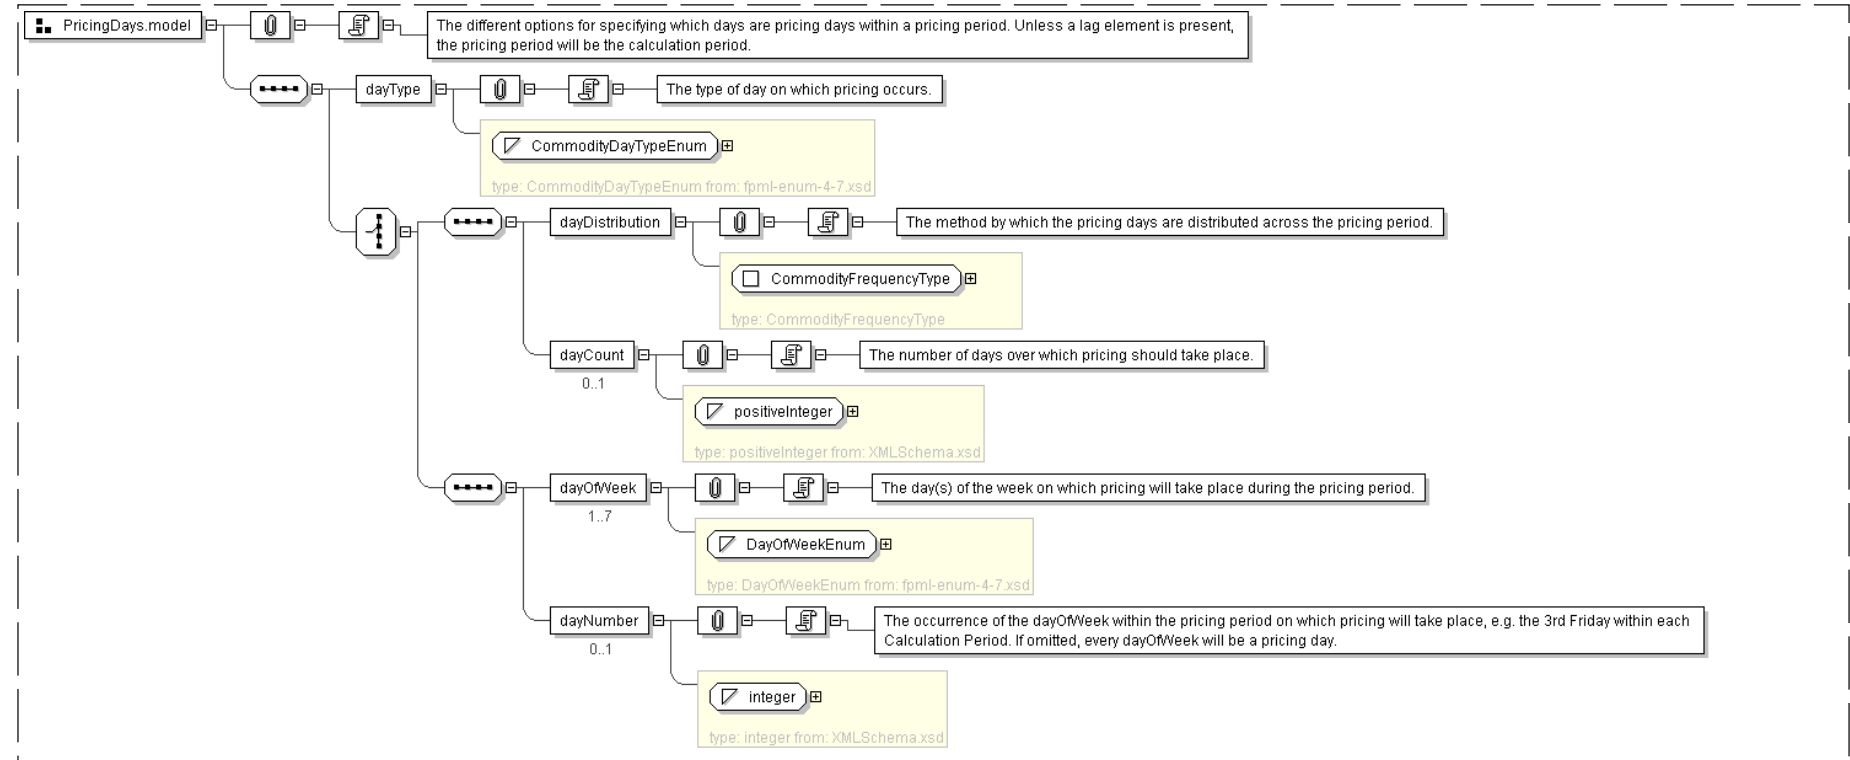 PricingDays.model
The different options for specifying which days are pricing days within a pricing period. Unless a lag element is present,
the pricing period will be the calculation period.
dayType
The type of day on which pricing occurs.
CommodityDayTypeEnum
type: CommodityDayTypeEnum from: fpml-enum-4-7.xsd
dayDistribution
The method by which the pricing days are distributed across the pricing period.
CommodityFrequencyType
type: CommodityFrequencyType
dayCount
The number of days over which pricing should take place.
0..1
positiveInteger
type: positiveInteger from: XMLSchema.xsd
dayOfWeek
The day(s) of the week on which pricing will take place during the pricing period.
1..7
DayOfWeekEnum
type: DayOfWeekEnum from: fpml-enum-4-7.xsd
dayNumber
The occurrence of the dayOfWeek within the pricing period on which pricing will take place, e.g. the 3rd Friday within each
Calculation Period. If omitted, every dayOfWeek will be a pricing day.
0..1
integer
type: integer from: XMLSchema.xsd